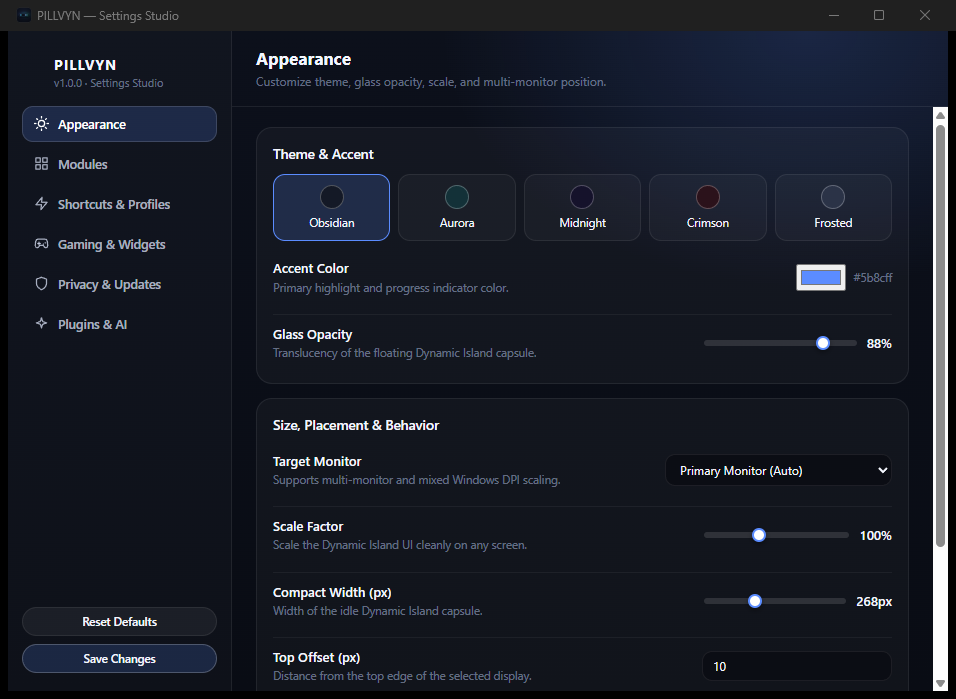 PILLVYN — Settings Studio
PILLVYN
v1.0.0 · Settings Studio
Appearance
Modules
Shortcuts & Profiles
Gaming & Widgets
Privacy & Updates
Plugins & AI
Reset Defaults
Save Changes
Appearance
Customize theme, glass opacity, scale, and multi-monitor position.
Theme & Accent
Obsidian
Aurora
Midnight
Crimson
Frosted
Accent Color
Primary highlight and progress indicator color.
#5b8cff
Glass Opacity
Translucency of the floating Dynamic Island capsule.
88%
Size, Placement & Behavior
Target Monitor
Supports multi-monitor and mixed Windows DPI scaling.
Primary Monitor (Auto)
Scale Factor
Scale the Dynamic Island UI cleanly on any screen.
100%
Compact Width (px)
Width of the idle Dynamic Island capsule.
268px
Top Offset (px)
Distance from the top edge of the selected display.
10